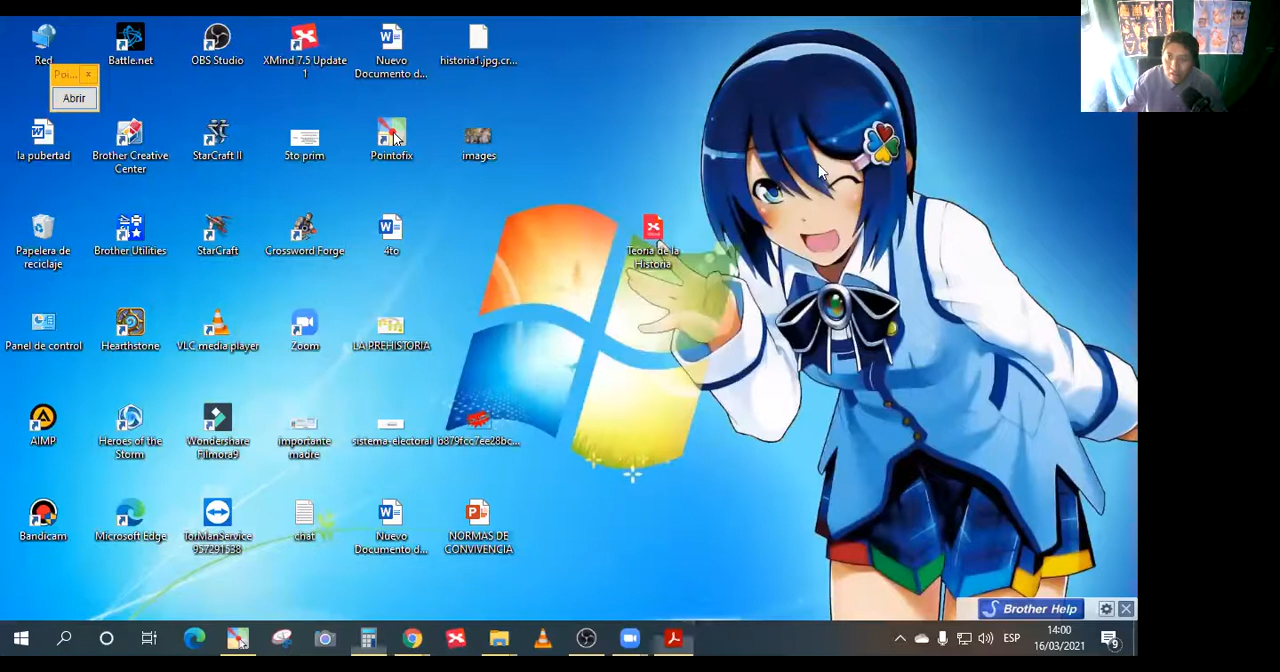 Red
Battle.net
OBS Studio
XMind 7.5 Update
1
Nuevo
Documento d...
historia1.jpg.cr...
Poi...
Abrir
la pubertad
Brother Creative
Center
StarCraft II
5to prim
Pointofix
images
Papelera de
reciclaje
Brother Utilities
StarCraft
Crossword Forge
4to
Teoria de la
Historia
Panel de control
Hearthstone
VLC media player
Zoom
LA PREHISTORIA
AIMP
Heroes of the
Storm
Wondershare
Filmora9
importante
madre
sistema-electoral
b879fcc7ee28bc...
Bandicam
Microsoft Edge
TorManService
957291538
chat
Nuevo
Documento d...
NORMAS DE
CONVIVENCIA
Brother Help
ESP
14:00
16/03/2021
9